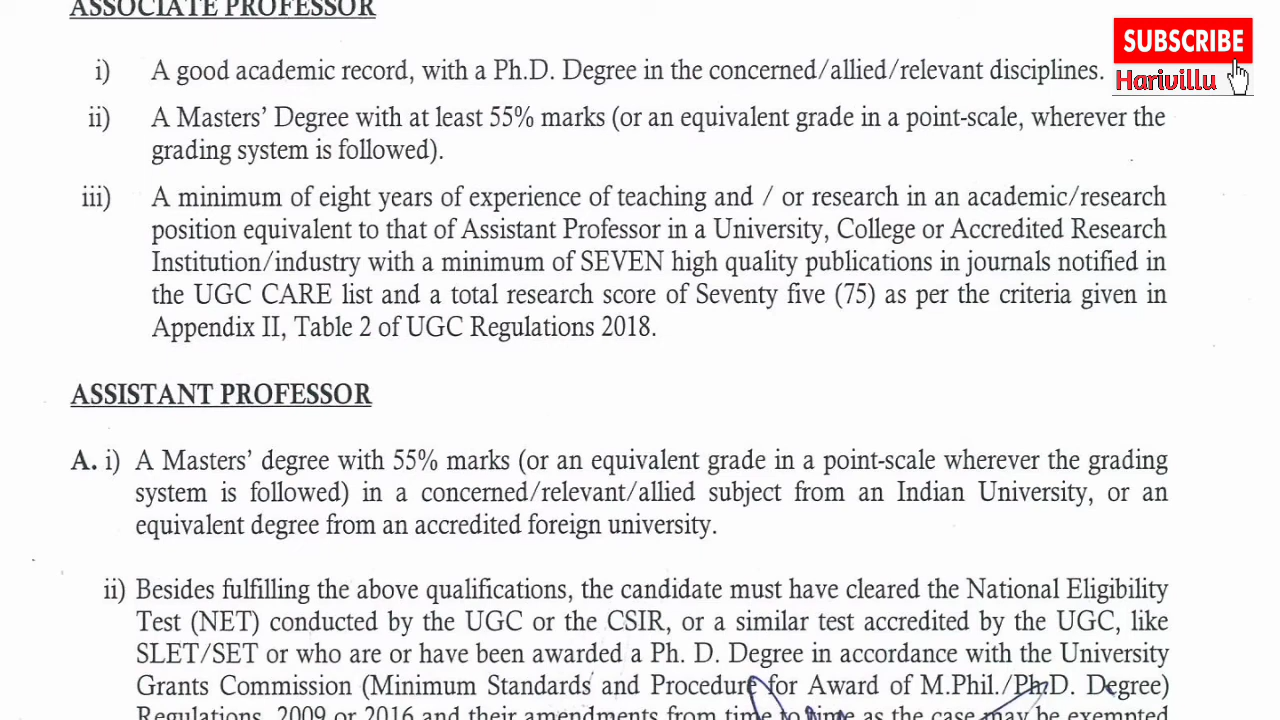 ASSOCIATE PROFESSOR
SUBSCRIBE
Harivillu
i) A good academic record, with a Ph.D. Degree in the concerned/allied/relevant disciplines.
ii) A Masters' Degree with at least 55% marks (or an equivalent grade in a point-scale, wherever the
grading system is followed).
iii) A minimum of eight years of experience of teaching and / or research in an academic/research
position equivalent to that of Assistant Professor in a University, College or Accredited Research
Institution/industry with a minimum of SEVEN high quality publications in journals notified in
the UGC CARE list and a total research score of Seventy five (75) as per the criteria given in
Appendix II, Table 2 of UGC Regulations 2018.
ASSISTANT PROFESSOR
A. i) A Masters' degree with 55% marks (or an equivalent grade in a point-scale wherever the grading
system is followed) in a concerned/relevant/allied subject from an Indian University, or an
equivalent degree from an accredited foreign university.
ii) Besides fulfilling the above qualifications, the candidate must have cleared the National Eligibility
Test (NET) conducted by the UGC or the CSIR, or a similar test accredited by the UGC, like
SLET/SET or who are or have been awarded a Ph. D. Degree in accordance with the University
Grants Commission (Minimum Standards and Procedure for Award of M.Phil./Ph.D. Degree)
Regulations, 2009 or 2016 and their amendments from time to time as the case may be exempted